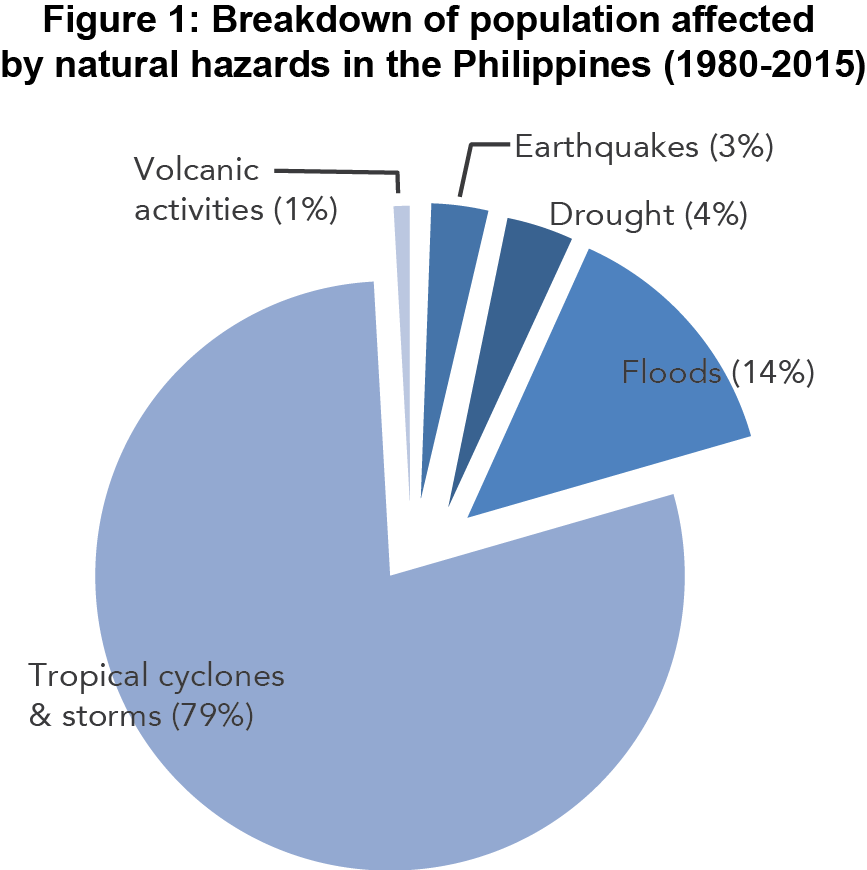 Figure 1: Breakdown of population affected
by natural hazards in the Philippines (1980-2015)
Volcanic
activities (1%)
Earthquakes (3%)
Drought (4%)
Floods (14%)
Tropical cyclones
& storms (79%)